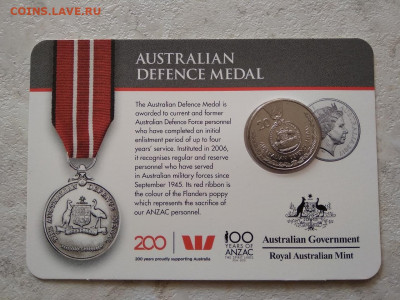 COINS.LAVE.RU
AUSTRALIAN
DEFENCE MEDAL
The Australian Defence Medal is
awarded to current and former
Australian Defence Force personnel
who have completed an initial
enlistment period of up to four
years' service. Instituted in 2006,
it recognises regular and reserve
personnel who have served
in Australian military forces since
September 1945. Its red ribbon is
the colour of the Flanders poppy
which represents the sacrifice of
our ANZAC personnel.
THE AUSTRALIAN DEFENCE MEDAL
200
200 years proudly supporting Australia
100
YEARS OF
ANZAC
Australian Government
Royal Australian Mint